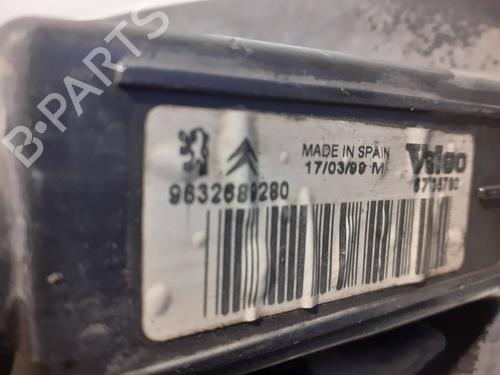 B-PARTS
MADE IN SPAIN
17/03/99 M
Valeo
9632689280